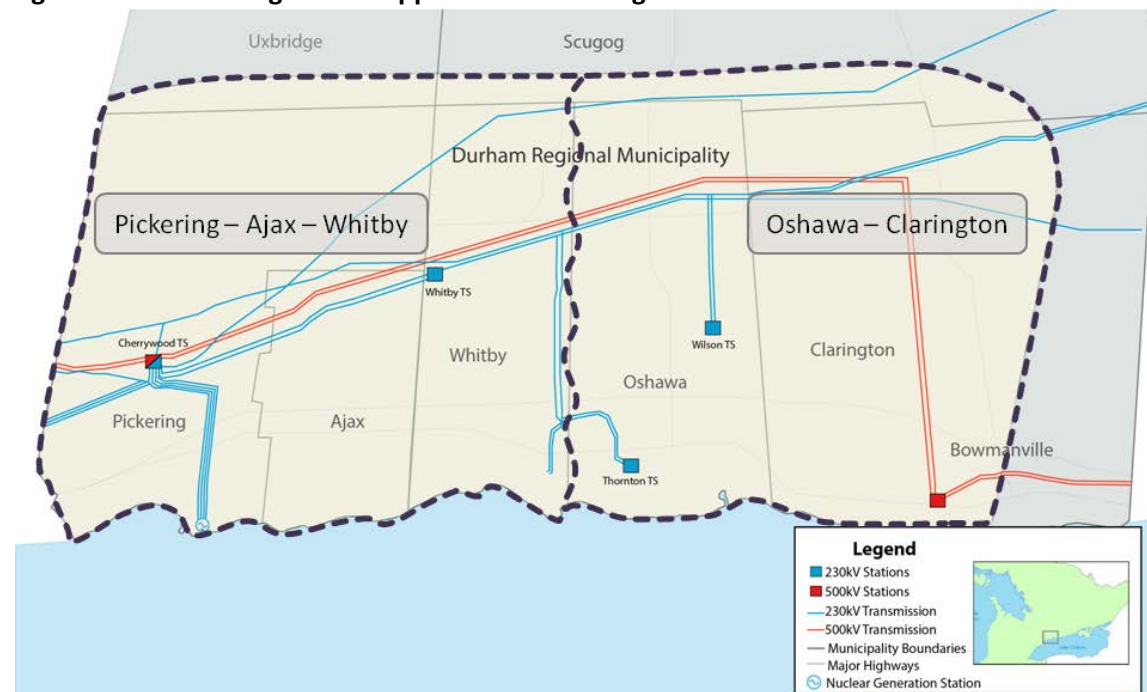 Uxbridge
Scugog
Durham Regional Municipality
Pickering – Ajax – Whitby
Oshawa – Clarington
Whitby TS
Cherrywood TS
Wilson TS
Whitby
Clarington
Oshawa
Pickering
Ajax
Bowmanville
Thornton TS
Legend
230kV Stations
500kV Stations
230kV Transmission
500kV Transmission
Municipality Boundaries
Major Highways
Nuclear Generation Station